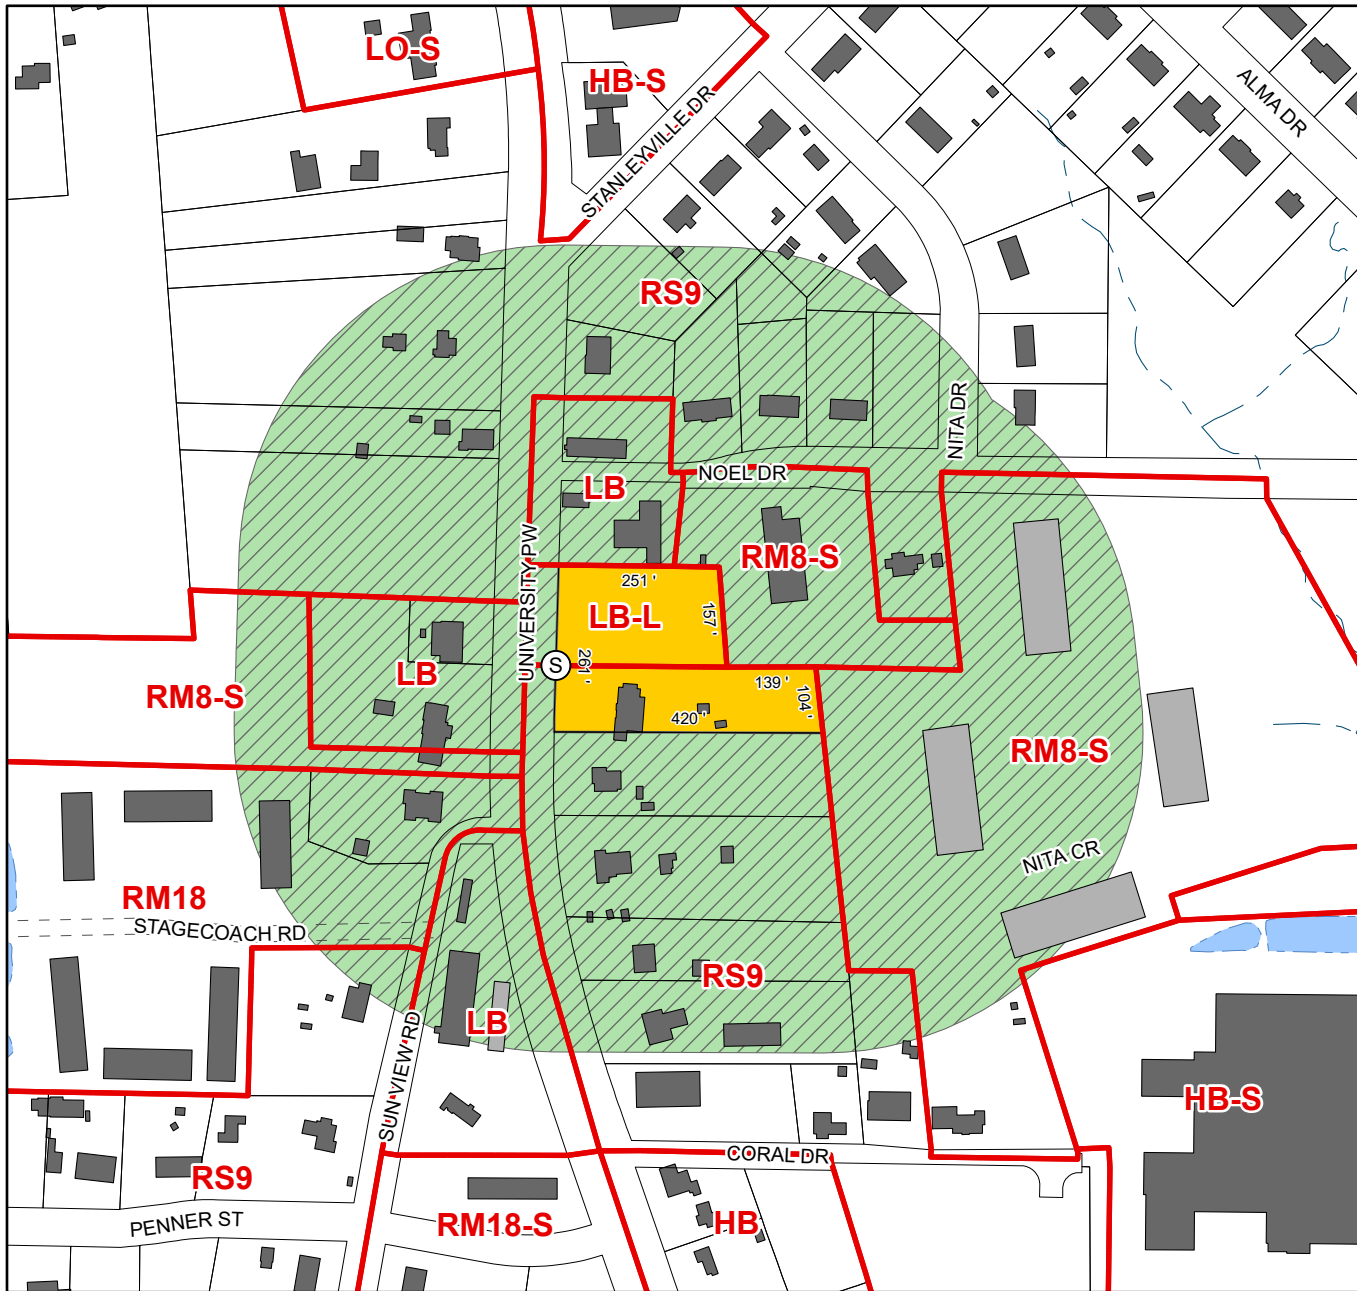 LO-S
HB-S
ALMA DR
STANLEYVILLE DR
RS9
NITA DR
NOEL DR
LB
UNIVERSITY PW
RM8-S
251 '
157 '
LB-L
S
261 '
LB
139 '
104 '
420 '
RM8-S
RM8-S
NITA CR
RM18
STAGECOACH RD
RS9
LB
SUN VIEW RD
HB-S
CORAL DR
RS9
PENNER ST
RM18-S
HB